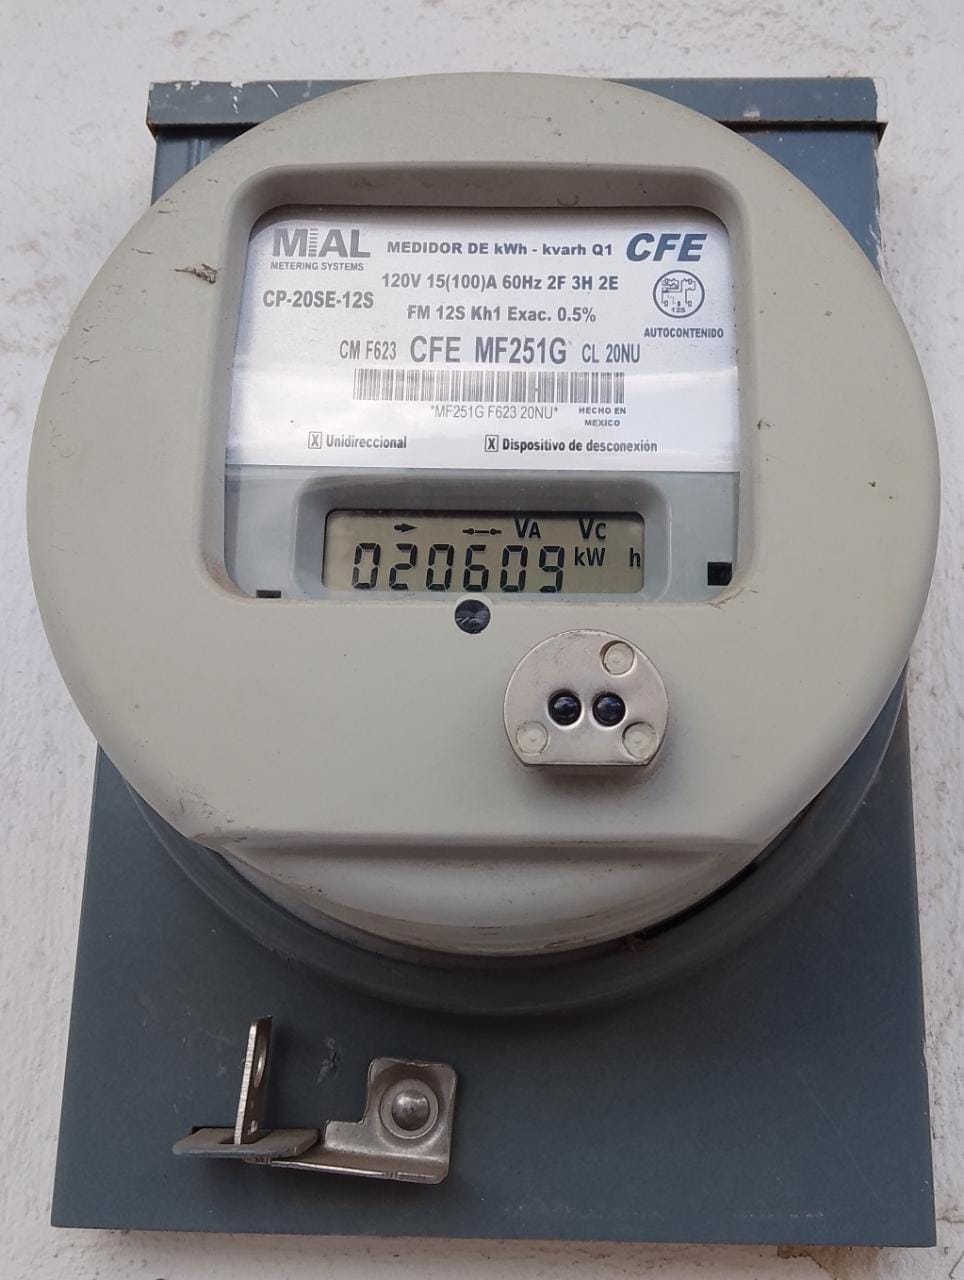 MIAL
METERING SYSTEMS
MEDIDOR DE kWh - kvarh Q1
CFE
120V 15(100)A 60Hz 2F 3H 2E
CP-20SE-12S
FM 12S Kh1 Exac. 0.5%
12S
AUTOCONTENIDO
CM F623 CFE MF251G CL 20NU
*MF251G F623 20NU*
HECHO EN
MEXICO
X Unidireccional
X Dispositivo de desconexión
VA VC
020609 kW h